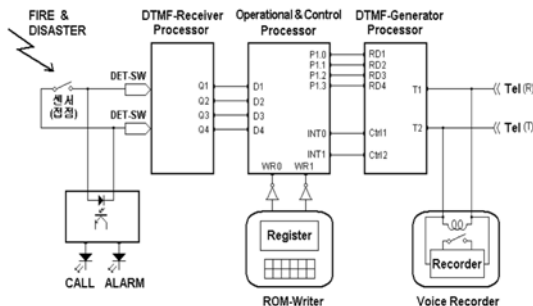 FIRE &
DISASTER
DTMF-Receiver
Processor
Operational & Control
Processor
DTMF-Generator
Processor
DET-SW
센서
(접점)
DET-SW
Q1
Q2
Q3
Q4
D1
D2
D3
D4
P1.0
P1.1
P1.2
P1.3
INT0
INT1
WR0
WR1
RD1
RD2
RD3
RD4
Ctrl1
Ctrl2
T1
T2
Tel (R)
Tel (T)
CALL
ALARM
Register
ROM-Writer
Recorder
Voice Recorder